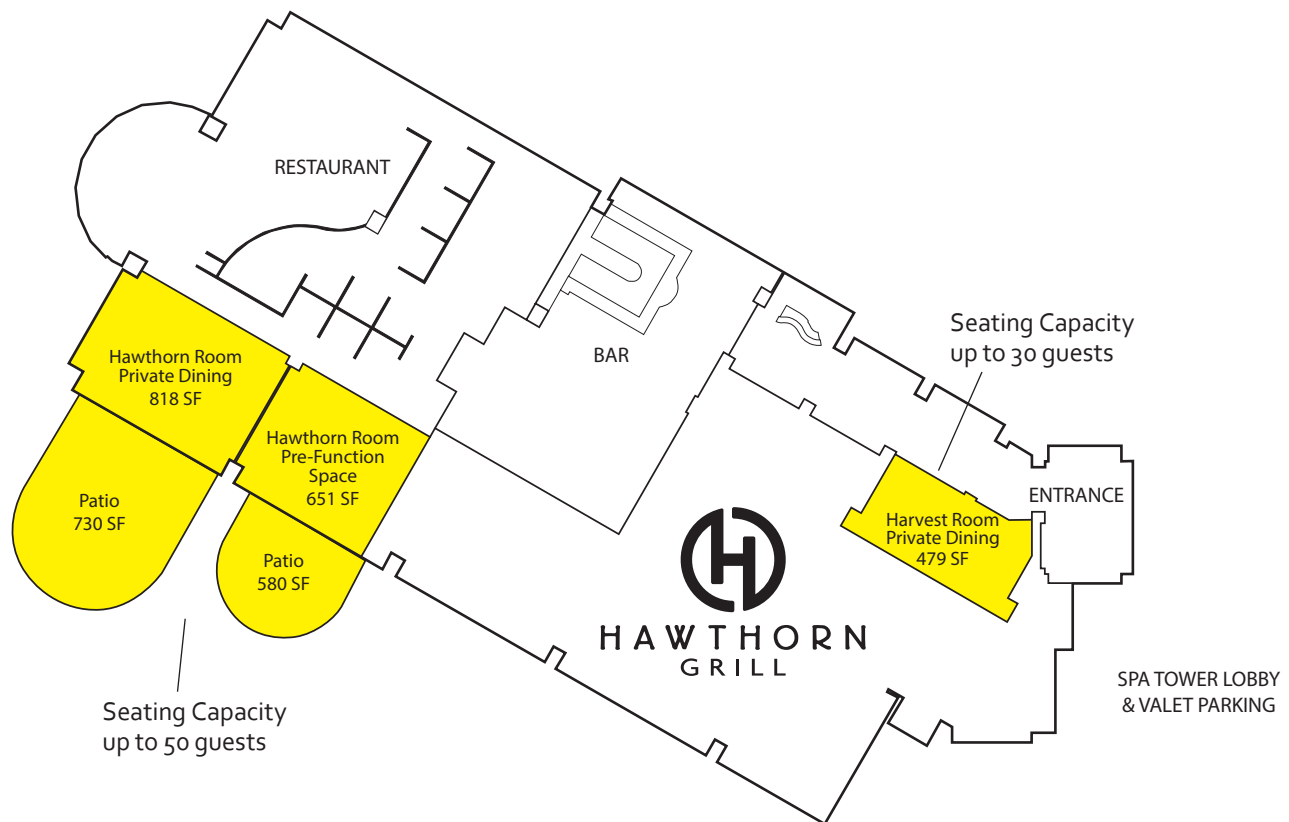 RESTAURANT
BAR
Seating Capacity
up to 30 guests
Hawthorn Room
Private Dining
818 SF
Hawthorn Room
Pre-Function
Space
651 SF
Patio
730 SF
Patio
580 SF
ENTRANCE
Harvest Room
Private Dining
479 SF
H
HAWTHORN
GRILL
SPA TOWER LOBBY
& VALET PARKING
Seating Capacity
up to 50 guests